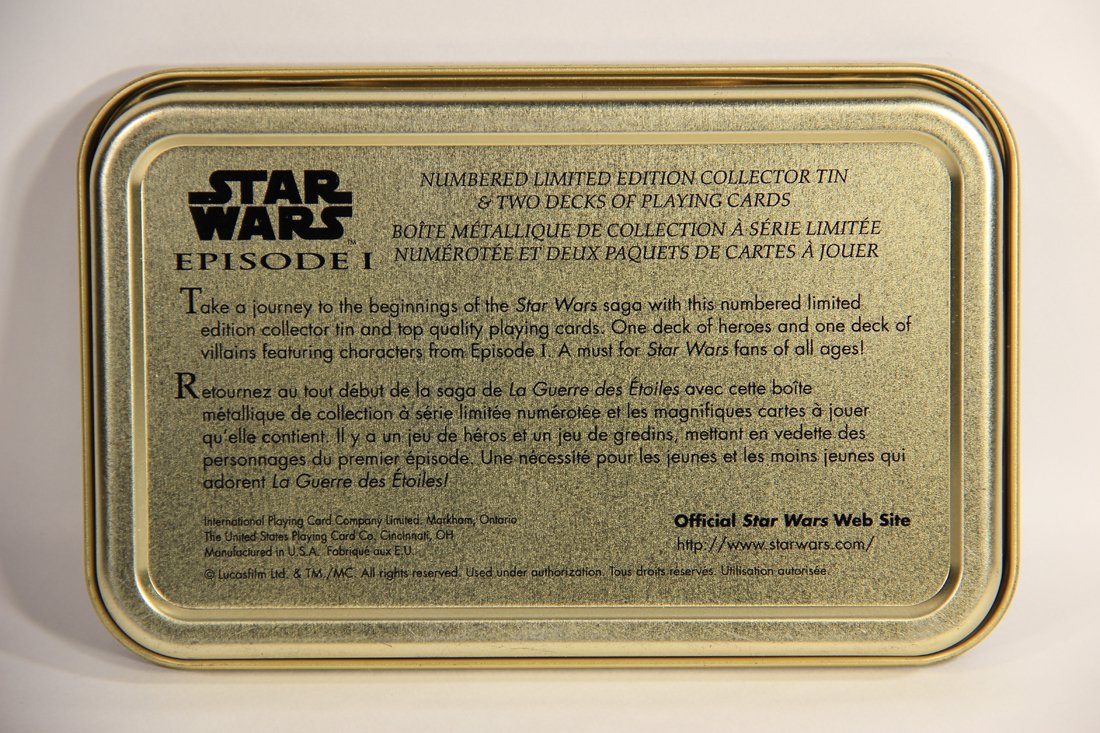 STAR
WARS™
EPISODE I
NUMBERED LIMITED EDITION COLLECTOR TIN
& TWO DECKS OF PLAYING CARDS
BOÎTE MÉTALLIQUE DE COLLECTION À SÉRIE LIMITÉE
NUMÉROTÉE ET DEUX PAQUETS DE CARTES À JOUER
Take a journey to the beginnings of the Star Wars saga with this numbered limited
edition collector tin and top quality playing cards. One deck of heroes and one deck of
villains featuring characters from Episode I. A must for Star Wars fans of all ages!
Retournez au tout début de la saga de La Guerre des Étoiles avec cette boîte
métallique de collection à série limitée numérotée et les magnifiques cartes à jouer
qu'elle contient. Il y a un jeu de héros et un jeu de gredins, mettant en vedette des
personnages du premier épisode. Une nécessité pour les jeunes et les moins jeunes qui
adorent La Guerre des Étoiles!
International Playing Card Company Limited. Markham, Ontario
The United States Playing Card Co. Cincinnati, OH
Manufactured in U.S.A. Fabriqué aux E.U.
Official Star Wars Web Site
http://www.starwars.com/
© Lucasfilm Ltd. & TM./MC. All rights reserved. Used under authorization. Tous droits réservés. Utilisation autorisée.